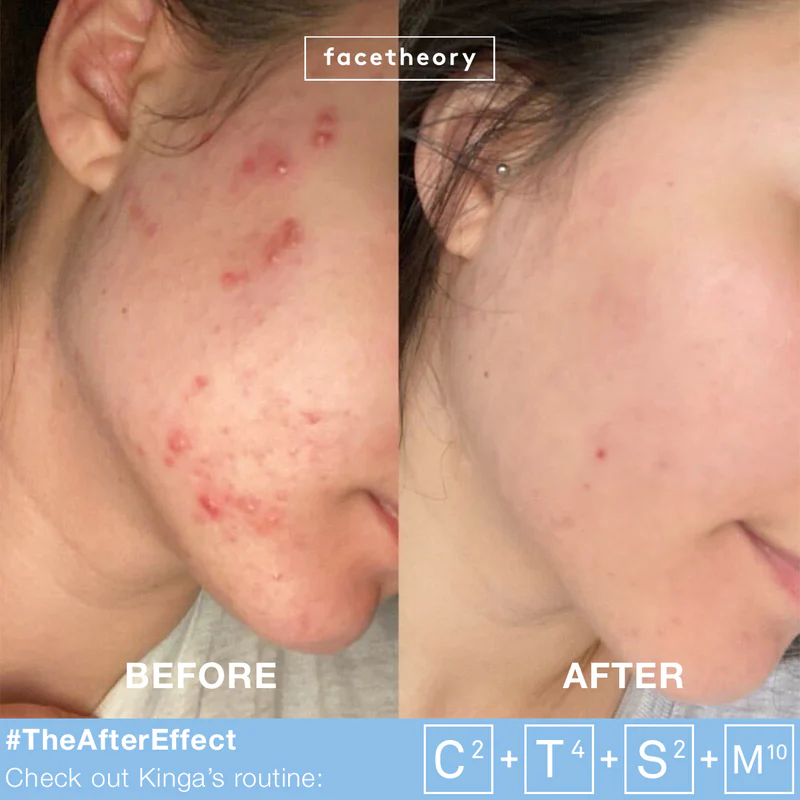 facetheory
BEFORE
AFTER
#TheAfterEffect
Check out Kinga's routine:
C² + T⁴ + S² + M¹⁰